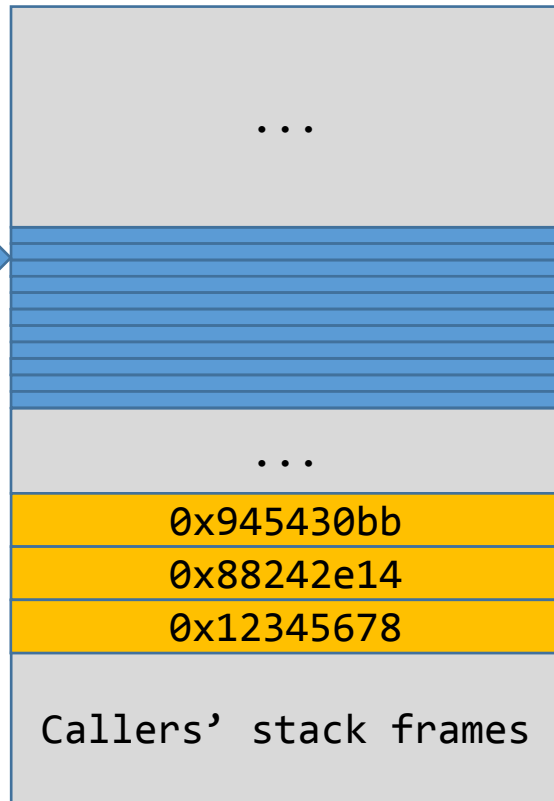 ...
...
0x945430bb
0x88242e14
0x12345678
Callers’ stack frames